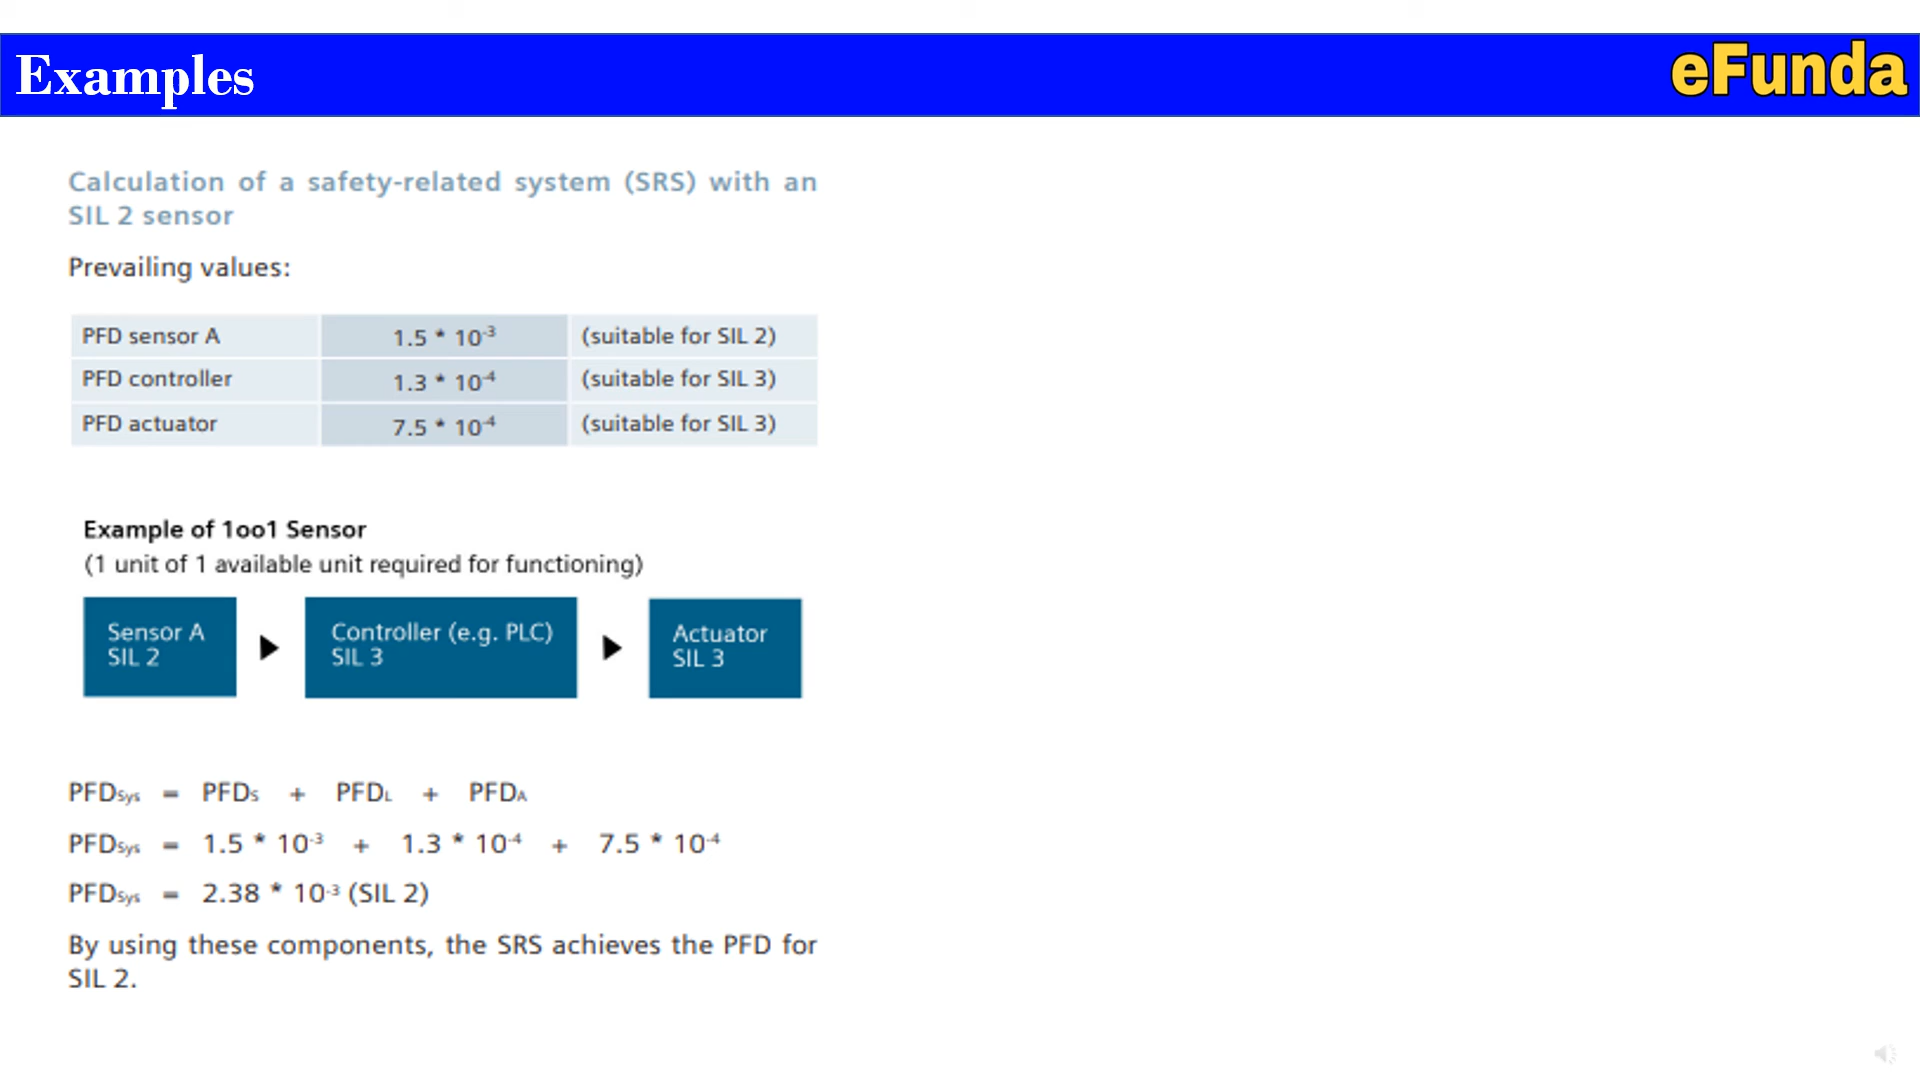 Examples
eFunda
Calculation of a safety-related system (SRS) with an
SIL 2 sensor
Prevailing values:
PFD sensor A 1.5 * 10⁻³ (suitable for SIL 2)
PFD controller 1.3 * 10⁻⁴ (suitable for SIL 3)
PFD actuator 7.5 * 10⁻⁴ (suitable for SIL 3)
Example of 1oo1 Sensor
(1 unit of 1 available unit required for functioning)
Sensor A
SIL 2
Controller (e.g. PLC)
SIL 3
Actuator
SIL 3
PFDSys = PFDS + PFDL + PFDA
PFDSys = 1.5 * 10⁻³ + 1.3 * 10⁻⁴ + 7.5 * 10⁻⁴
PFDSys = 2.38 * 10⁻³ (SIL 2)
By using these components, the SRS achieves the PFD for
SIL 2.